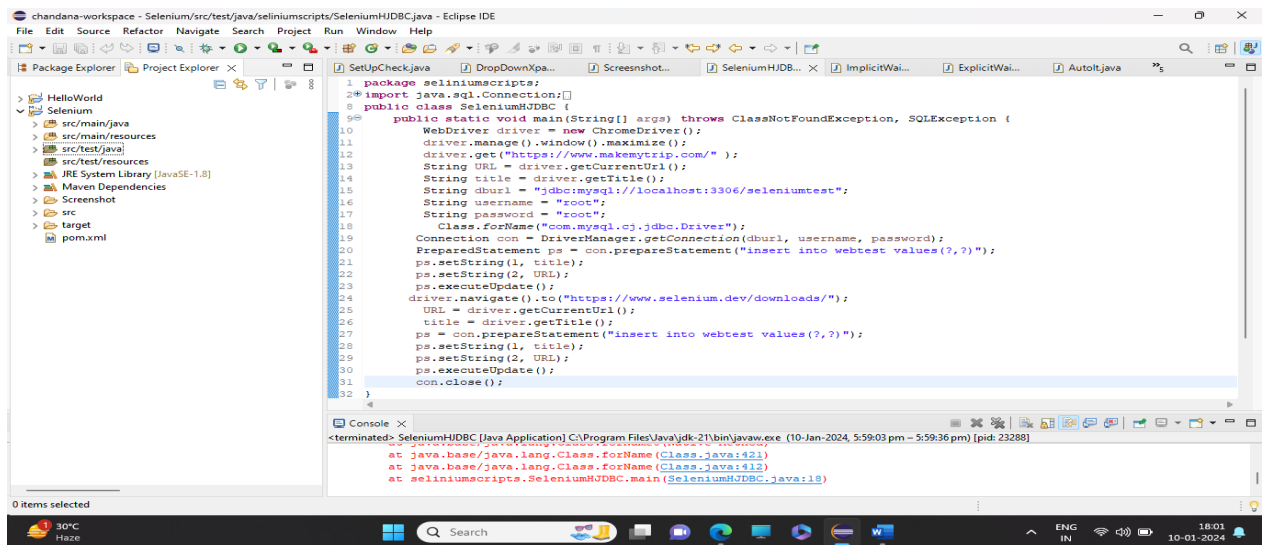 chandana-workspace - Selenium/src/test/java/seliniumscripts/SeleniumHJDBC.java - Eclipse IDE
File Edit Source Refactor Navigate Search Project Run Window Help
Package Explorer Project Explorer
HelloWorld
Selenium
src/main/java
src/main/resources
src/test/java
src/test/resources
JRE System Library [JavaSE-1.8]
Maven Dependencies
Screenshot
src
target
pom.xml
SetUpCheck.java DropDownXpa... Screesnshot... SeleniumHJDB... ImplicitWai... ExplicitWai... AutoIt.java »5
1 package seliniumscripts;
2 import java.sql.Connection;
8 public class SeleniumHJDBC {
9 public static void main(String[] args) throws ClassNotFoundException, SQLException {
10 WebDriver driver = new ChromeDriver();
11 driver.manage().window().maximize();
12 driver.get("https://www.makemytrip.com/" );
13 String URL = driver.getCurrentUrl();
14 String title = driver.getTitle();
15 String dburl = "jdbc:mysql://localhost:3306/seleniumtest";
16 String username = "root";
17 String password = "root";
18 Class.forName("com.mysql.cj.jdbc.Driver");
19 Connection con = DriverManager.getConnection(dburl, username, password);
20 PreparedStatement ps = con.prepareStatement("insert into webtest values(?,?)");
21 ps.setString(1, title);
22 ps.setString(2, URL);
23 ps.executeUpdate();
24 driver.navigate().to("https://www.selenium.dev/downloads/");
25 URL = driver.getCurrentUrl();
26 title = driver.getTitle();
27 ps = con.prepareStatement("insert into webtest values(?,?)");
28 ps.setString(1, title);
29 ps.setString(2, URL);
30 ps.executeUpdate();
31 con.close();
32 }
Console
<terminated> SeleniumHJDBC [Java Application] C:\Program Files\Java\jdk-21\bin\javaw.exe (10-Jan-2024, 5:59:03 pm – 5:59:36 pm) [pid: 23288]
at java.base/java.lang.Class.forName(Class.java:421)
at java.base/java.lang.Class.forName(Class.java:412)
at seliniumscripts.SeleniumHJDBC.main(SeleniumHJDBC.java:18)
0 items selected
1
30°C
Haze
Search
ENG
IN
18:01
10-01-2024